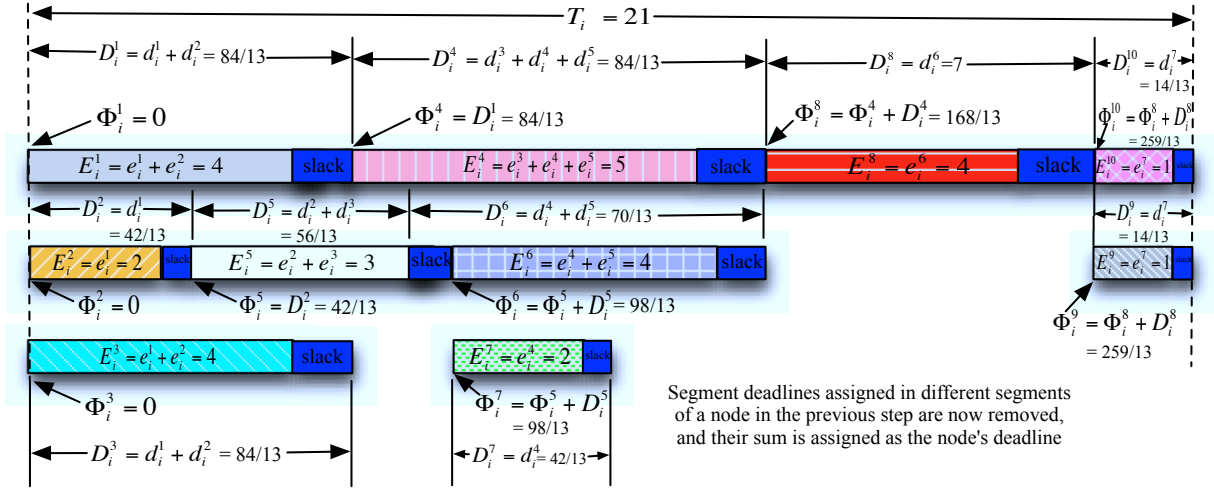 T_i = 21
D_i^1 = d_i^1 + d_i^2 = 84/13
D_i^4 = d_i^3 + d_i^4 + d_i^5 = 84/13
D_i^8 = d_i^6 = 7
D_i^10 = d_i^7
= 14/13
Φ_i^1 = 0
Φ_i^4 = D_i^1 = 84/13
Φ_i^8 = Φ_i^4 + D_i^4 = 168/13
Φ_i^10 = Φ_i^8 + D_i^8
= 259/13
E_i^1 = e_i^1 + e_i^2 = 4
slack
E_i^4 = e_i^3 + e_i^4 + e_i^5 = 5
slack
E_i^8 = e_i^6 = 4
slack
E_i^10 = e_i^7 = 1
slack
D_i^2 = d_i^1
= 42/13
D_i^5 = d_i^2 + d_i^3
= 56/13
D_i^6 = d_i^4 + d_i^5 = 70/13
D_i^9 = d_i^7
= 14/13
E_i^2 = e_i^1 = 2
slack
E_i^5 = e_i^2 + e_i^3 = 3
slack
E_i^6 = e_i^4 + e_i^5 = 4
E_i^9 = e_i^7 = 1
Φ_i^2 = 0
Φ_i^5 = D_i^2 = 42/13
Φ_i^6 = Φ_i^5 + D_i^5 = 98/13
Φ_i^9 = Φ_i^8 + D_i^8
= 259/13
E_i^3 = e_i^1 + e_i^2 = 4
slack
E_i^7 = e_i^4 = 2
slack
Φ_i^3 = 0
Φ_i^7 = Φ_i^5 + D_i^5
= 98/13
D_i^3 = d_i^1 + d_i^2 = 84/13
D_i^7 = d_i^4 = 42/13
Segment deadlines assigned in different segments
of a node in the previous step are now removed,
and their sum is assigned as the node's deadline